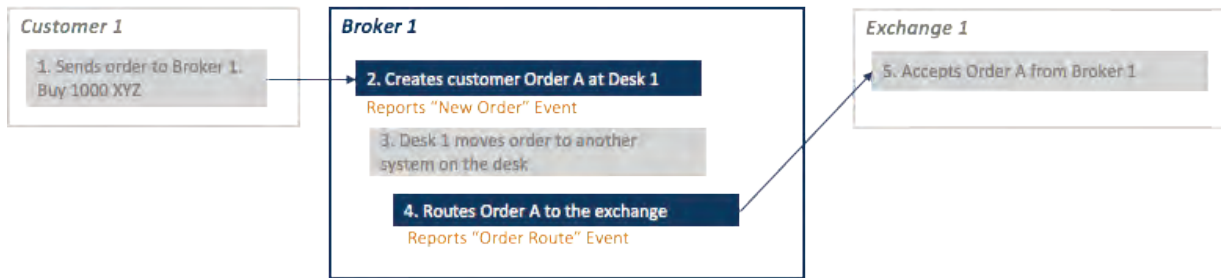 Customer 1
1. Sends order to Broker 1.
Buy 1000 XYZ
Broker 1
2. Creates customer Order A at Desk 1
Reports “New Order” Event
3. Desk 1 moves order to another
system on the desk
4. Routes Order A to the exchange
Reports “Order Route” Event
Exchange 1
5. Accepts Order A from Broker 1